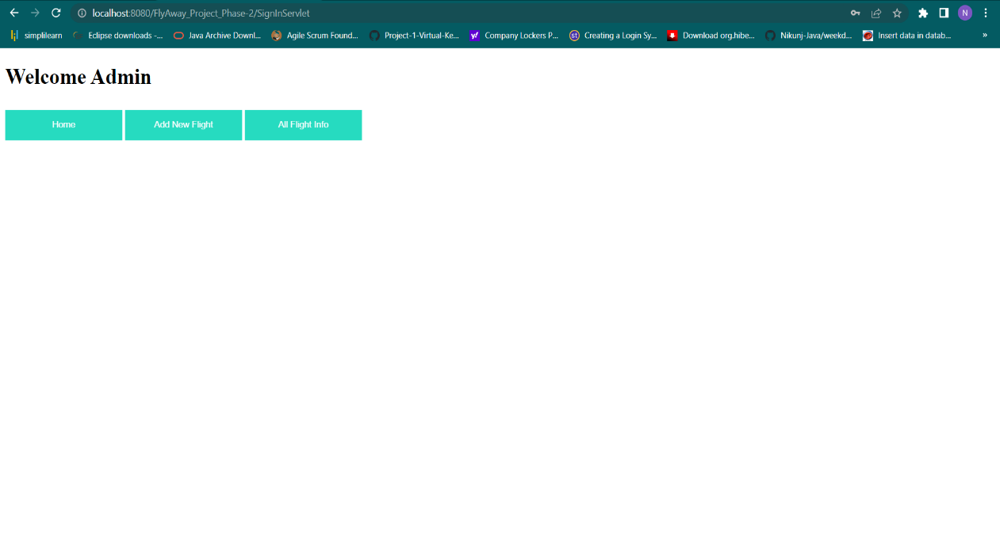 localhost:8080/FlyAway_Project_Phase-2/SignInServlet
N
simplilearn Eclipse downloads -... Java Archive Downl... Agile Scrum Found... Project-1-Virtual-Ke... Company Lockers P... st Creating a Login Sy... Download org.hibe... Nikunj-Java/weekd... Insert data in datab... »
Welcome Admin
Home Add New Flight All Flight Info